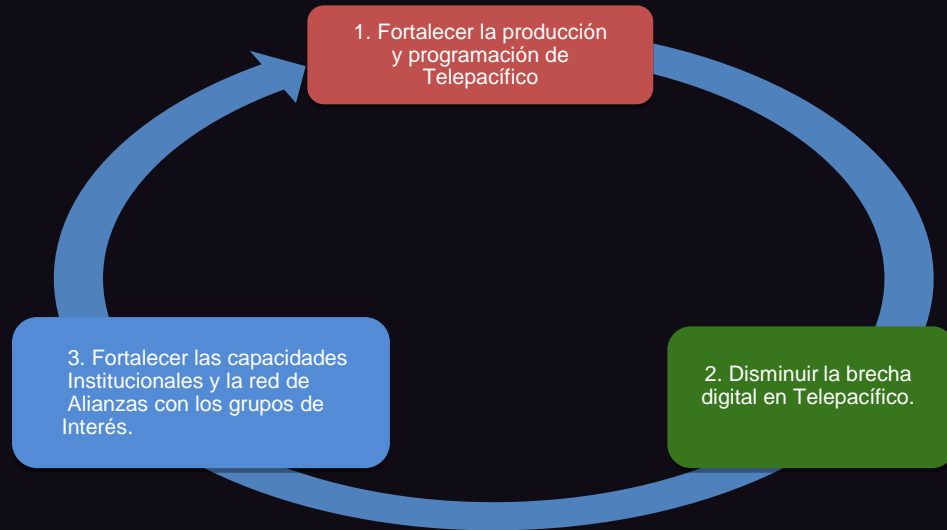 1. Fortalecer la producción
y programación de
Telepacífico
3. Fortalecer las capacidades
Institucionales y la red de
Alianzas con los grupos de
Interés.
2. Disminuir la brecha
digital en Telepacífico.